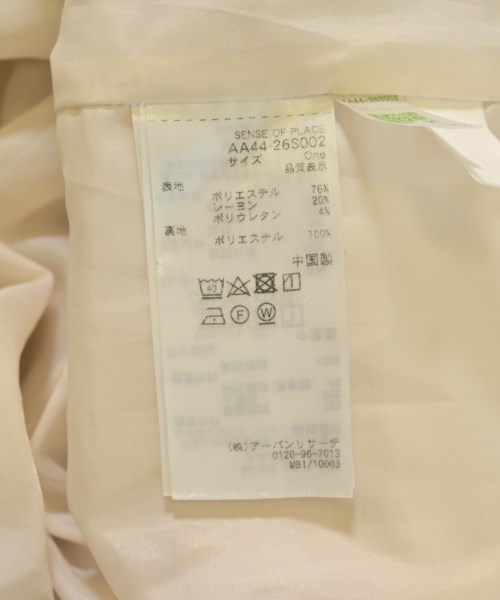 SENSE OF PLACE
AA44-26S002
サイズ One
品質表示
表地 ポリエステル 76%
レーヨン 20%
ポリウレタン 4%
裏地 ポリエステル 100%
中国製
40
F W
(株)アーバンリサーチ
0120-96-7013
WB1/10003